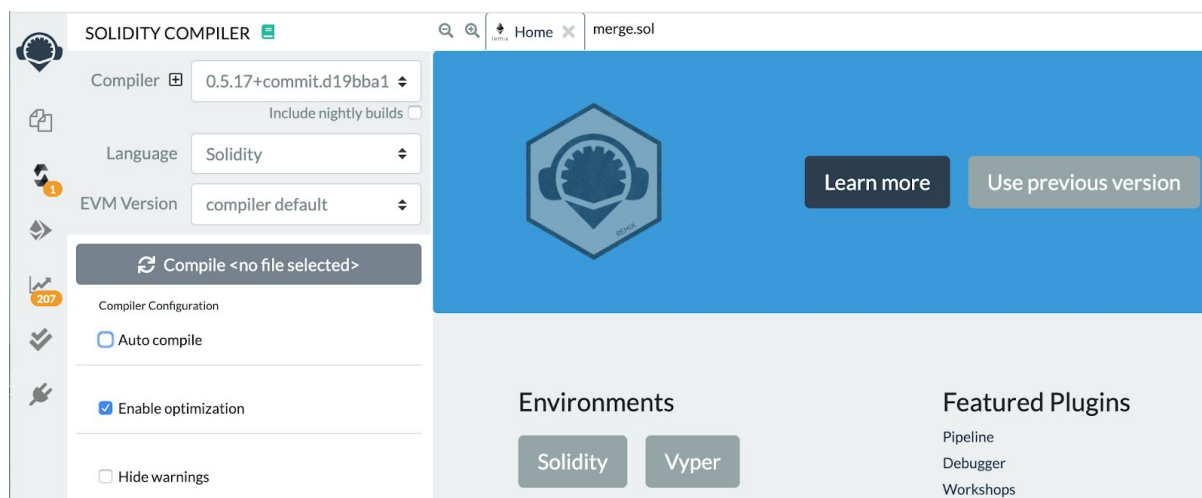 SOLIDITY COMPILER
Compiler
0.5.17+commit.d19bba1
Include nightly builds
Language
Solidity
EVM Version
compiler default
Compile <no file selected>
Compiler Configuration
Auto compile
Enable optimization
Hide warnings
1
207
Home
merge.sol
remix
REMIX
Learn more
Use previous version
Environments
Solidity
Vyper
Featured Plugins
Pipeline
Debugger
Workshops